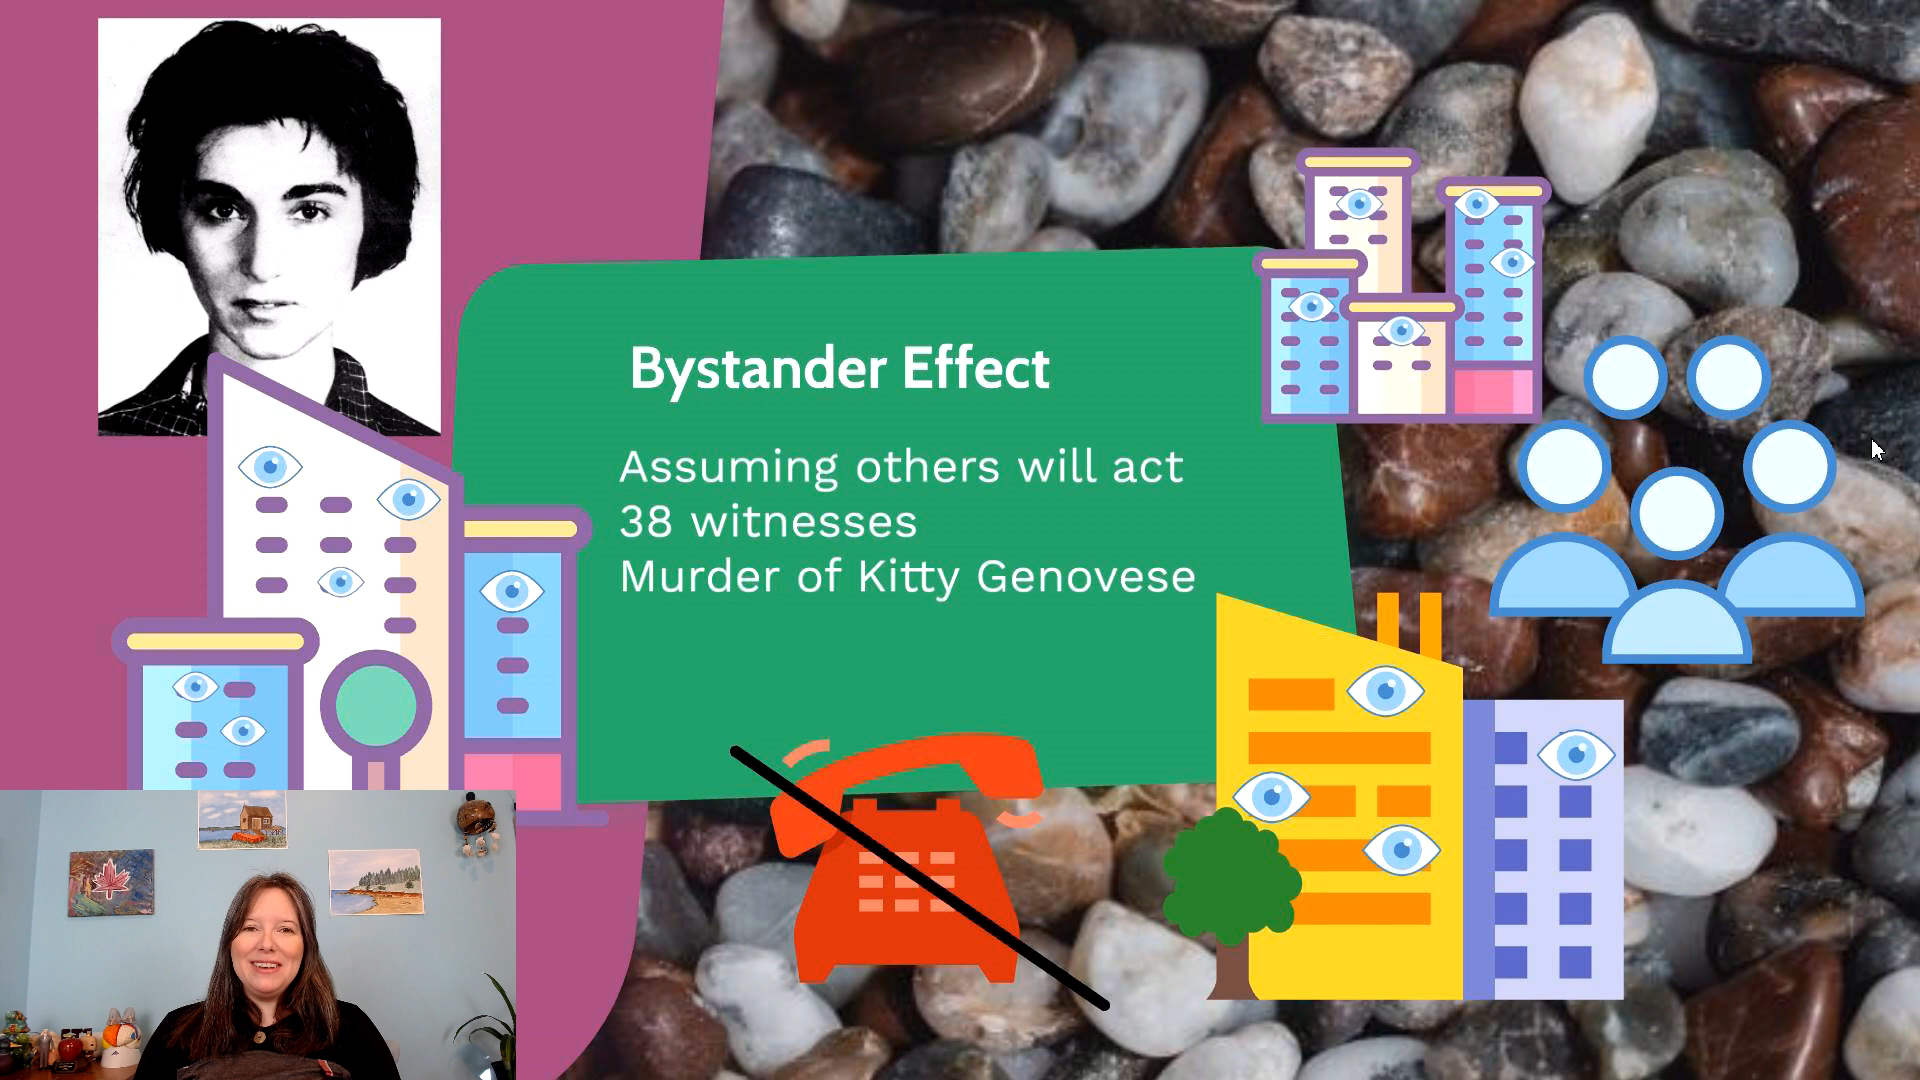 Bystander Effect
Assuming others will act
38 witnesses
Murder of Kitty Genovese